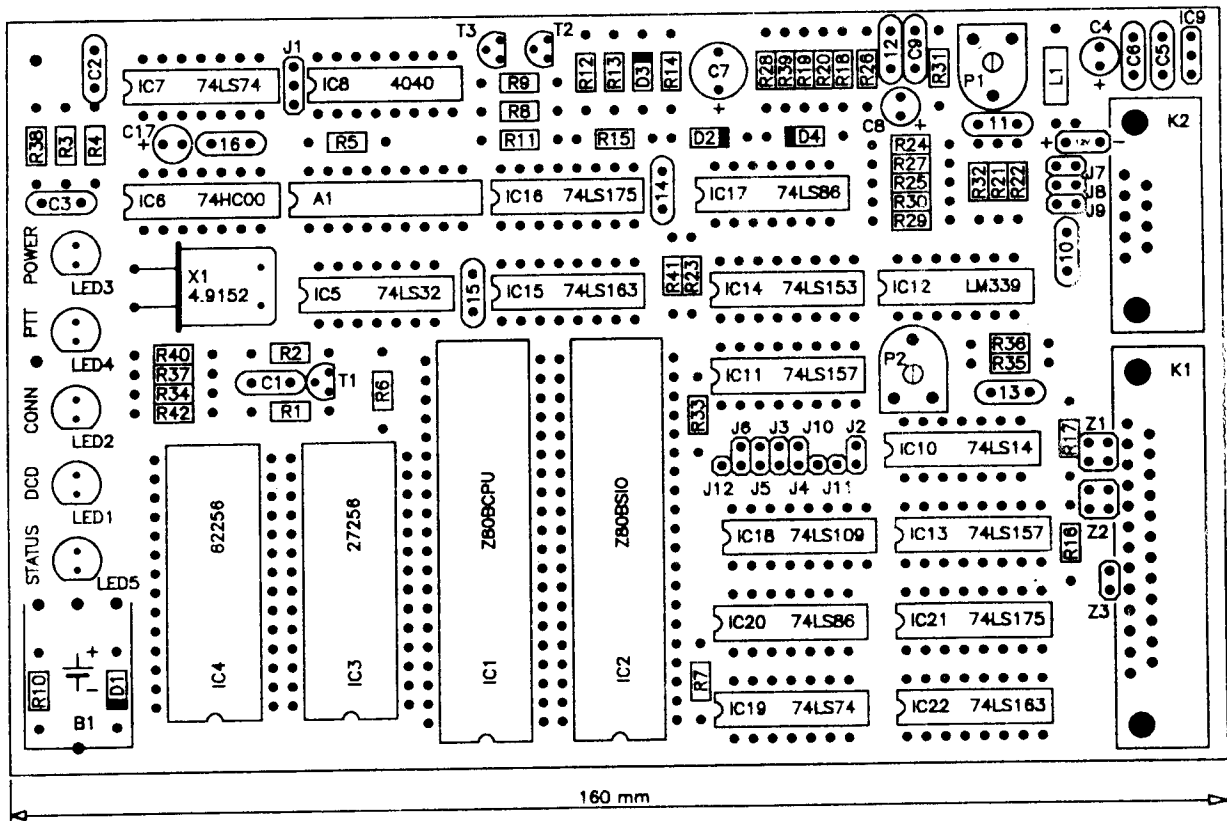 T3 T2
C4 IC9
J1
C2
IC7 74LS74
IC8 4040
R9
R8
R11
R12
R13
D3
R14
C7
+
R28
R39
R19
R20
R18
R26
12
C9
R31
P1
L1
+
C6
C5
K2
R38
R3
R4
C17
+
16
R5
R15
D2
D4
C8
+
11
+ 12V -
R24
R27
R25
R30
R29
R32
R21
R22
J7
J8
J9
C3
IC6 74HC00
A1
IC16 74LS175
14
IC17 74LS86
10
POWER
LED3
X1
4.9152
IC5 74LS32
15
IC15 74LS163
R41
R23
IC14 74LS153
IC12 LM339
PTT
LED4
R40
R37
R34
R42
R2
C1
T1
R1
R6
IC11 74LS157
P2
R36
R35
13
K1
CONN
LED2
R33
J6 J3 J10 J2
J12 J5 J4 J11
IC10 74LS14
R17
Z1
DCD
LED1
62256
IC4
27256
IC3
Z80BCPU
IC1
Z80BSIO
IC2
IC18 74LS109
IC13 74LS157
R16
Z2
Z3
STATUS
LED5
IC20 74LS86
IC21 74LS175
R10
+
-
B1
D1
R7
IC19 74LS74
IC22 74LS163
160 mm